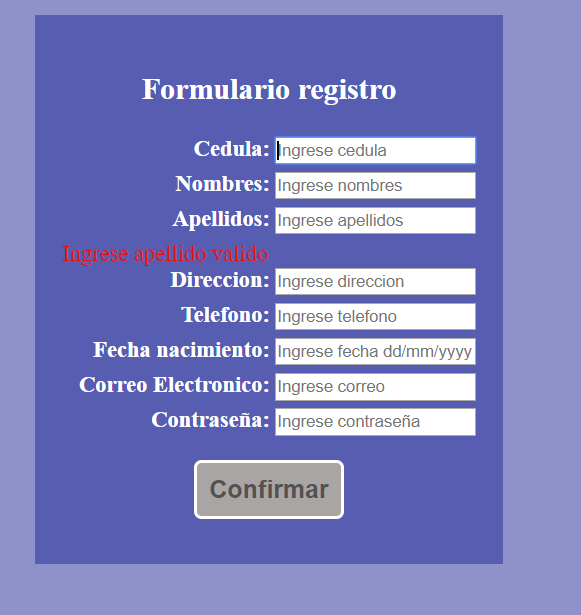 Formulario registro
Cedula: Ingrese cedula
Nombres: Ingrese nombres
Apellidos: Ingrese apellidos
Ingrese apellido valido
Direccion: Ingrese direccion
Telefono: Ingrese telefono
Fecha nacimiento: Ingrese fecha dd/mm/yyyy
Correo Electronico: Ingrese correo
Contraseña: Ingrese contraseña
Confirmar